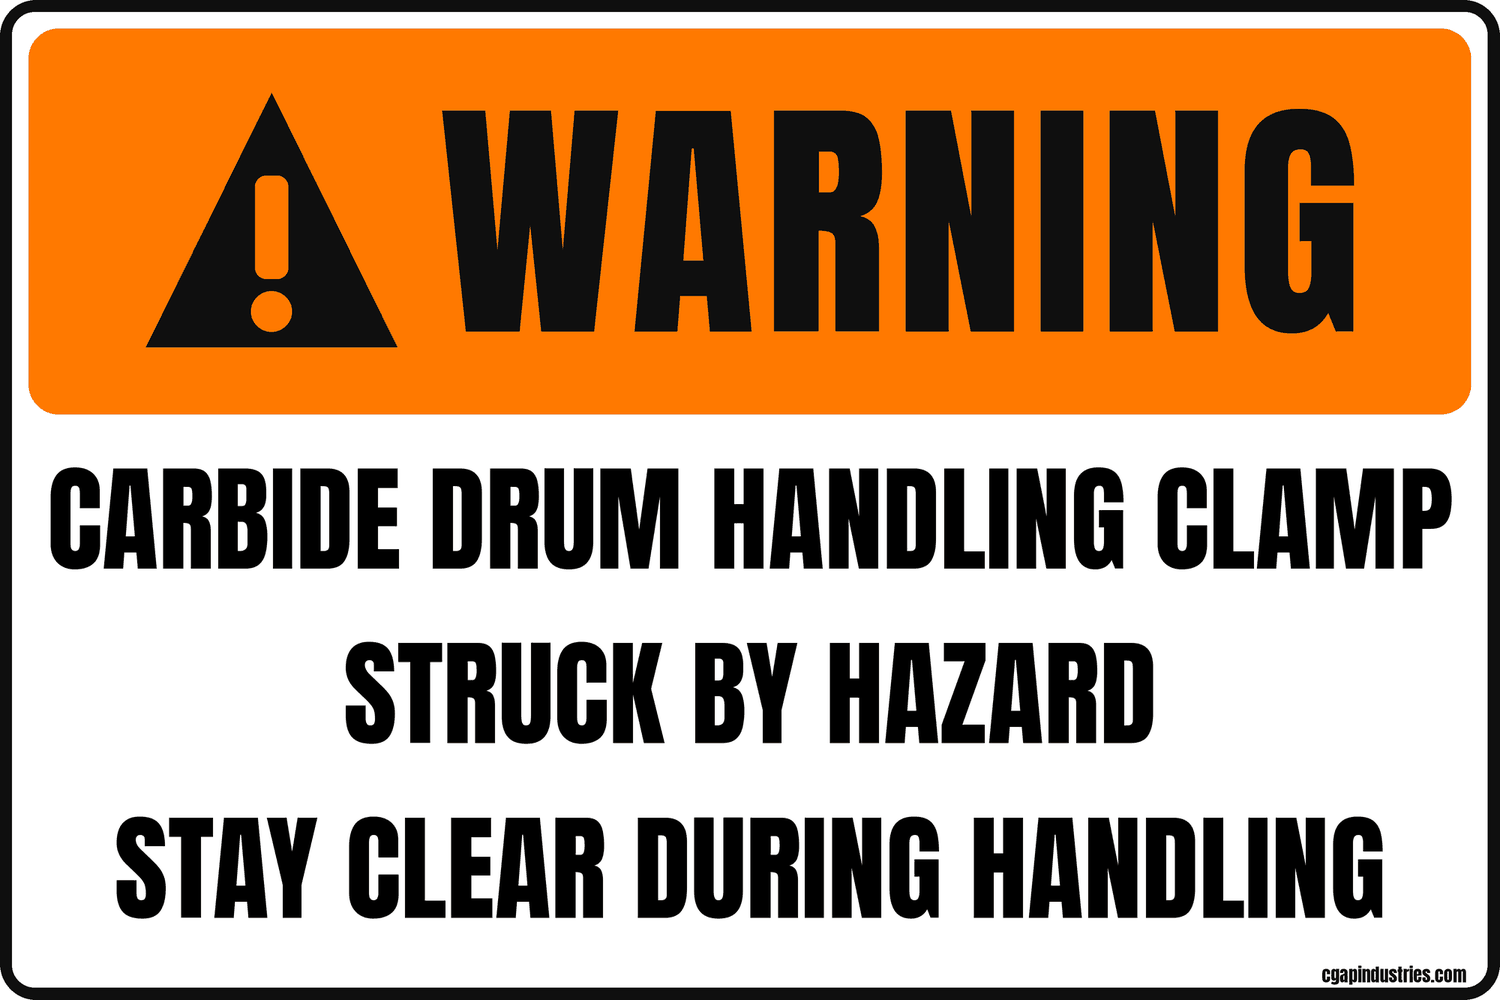 WARNING
CARBIDE DRUM HANDLING CLAMP
STRUCK BY HAZARD
STAY CLEAR DURING HANDLING
cgapindustries.com